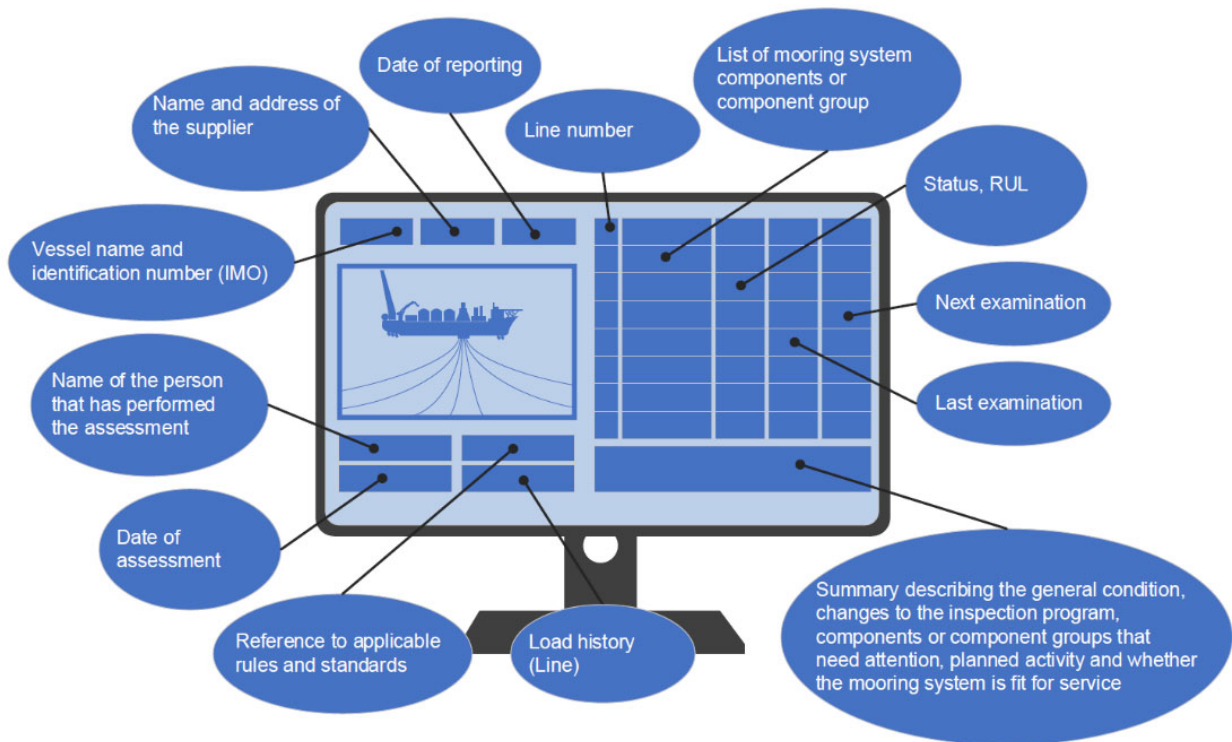 Date of reporting
List of mooring system
components or
component group
Name and address of
the supplier
Line number
Status, RUL
Vessel name and
identification number (IMO)
Next examination
Name of the person
that has performed
the assessment
Last examination
Date of
assessment
Reference to applicable
rules and standards
Load history
(Line)
Summary describing the general condition,
changes to the inspection program,
components or component groups that
need attention, planned activity and whether
the mooring system is fit for service